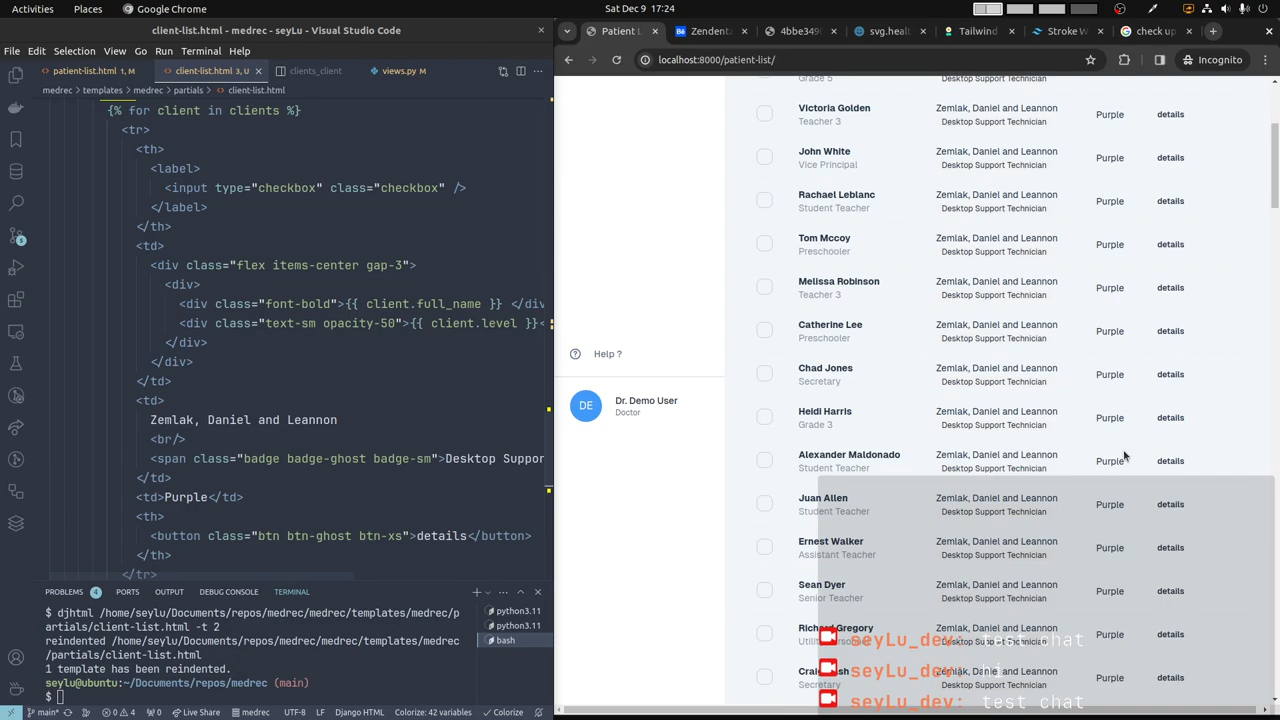 Activities
Places
Google Chrome
Sat Dec 9 17:24
client-list.html - medrec - seyLu - Visual Studio Code
File Edit Selection View Go Run Terminal
patient-list.html 1, M
client-list.html 3, U
clients_client
views.py M
medrec > templates > medrec > partials > client-list.html
{% for client in clients %}
<tr>
<th>
<label>
<input type="checkbox" class="checkbox" />
</label>
</th>
<td>
<div class="flex items-center gap-3">
<div>
<div class="font-bold">{{ client.full_name }} </div
<div class="text-sm opacity-50">{{ client.level }}<
</div>
</div>
</td>
<td>
Zemlak, Daniel and Leannon
<br/>
<span class="badge badge-ghost badge-sm">Desktop Suppor
</td>
<td>Purple</td>
<th>
<button class="btn btn-ghost btn-xs">details</button>
</th>
</tr>
PROBLEMS 4
PORTS
OUTPUT
DEBUG CONSOLE
TERMINAL
$ djhtml /home/seylu/Documents/repos/medrec/medrec/templates/medrec/p
artials/client-list.html -t 2
reindented /home/seylu/Documents/repos/medrec/medrec/templates/medrec
/partials/client-list.html
1 template has been reindented.
seylu@ubuntu:~/Documents/repos/medrec (main)
$
python3.11
python3.11
bash
main*
0
4
Live Share
medrec
UTF-8
LF
Django HTML
Colorize: 42 variables
Colorize
Patient L
Zendenta
4bbe349
svg.healt
Tailwind
Stroke W
check up
localhost:8000/patient-list/
Incognito
Grade 5
Victoria Golden
Teacher 3
Zemlak, Daniel and Leannon
Desktop Support Technician
Purple
details
John White
Vice Principal
Zemlak, Daniel and Leannon
Desktop Support Technician
Purple
details
Rachael Leblanc
Student Teacher
Zemlak, Daniel and Leannon
Desktop Support Technician
Purple
details
Tom Mccoy
Preschooler
Zemlak, Daniel and Leannon
Desktop Support Technician
Purple
details
Melissa Robinson
Teacher 3
Zemlak, Daniel and Leannon
Desktop Support Technician
Purple
details
Catherine Lee
Preschooler
Zemlak, Daniel and Leannon
Desktop Support Technician
Purple
details
Chad Jones
Secretary
Zemlak, Daniel and Leannon
Desktop Support Technician
Purple
details
Heidi Harris
Grade 3
Zemlak, Daniel and Leannon
Desktop Support Technician
Purple
details
Alexander Maldonado
Student Teacher
Zemlak, Daniel and Leannon
Desktop Support Technician
Purple
details
Juan Allen
Student Teacher
Zemlak, Daniel and Leannon
Desktop Support Technician
Purple
details
Ernest Walker
Assistant Teacher
Zemlak, Daniel and Leannon
Desktop Support Technician
Purple
details
Sean Dyer
Senior Teacher
Zemlak, Daniel and Leannon
Desktop Support Technician
Purple
details
Richard Gregory
Zemlak, Daniel and Leannon
Purple
details
Secretary
Zemlak, Daniel and Leannon
Desktop Support Technician
Purple
details
Help ?
DE
Dr. Demo User
Doctor
seyLu_dev: test chat
seyLu_dev: hi
seyLu_dev: test chat